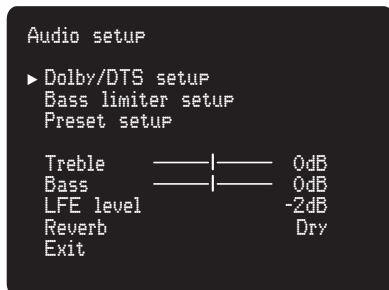 Audio setup
► Dolby/DTS setup
Bass limiter setup
Preset setup
Treble 0dB
Bass 0dB
LFE level -2dB
Reverb Dry
Exit